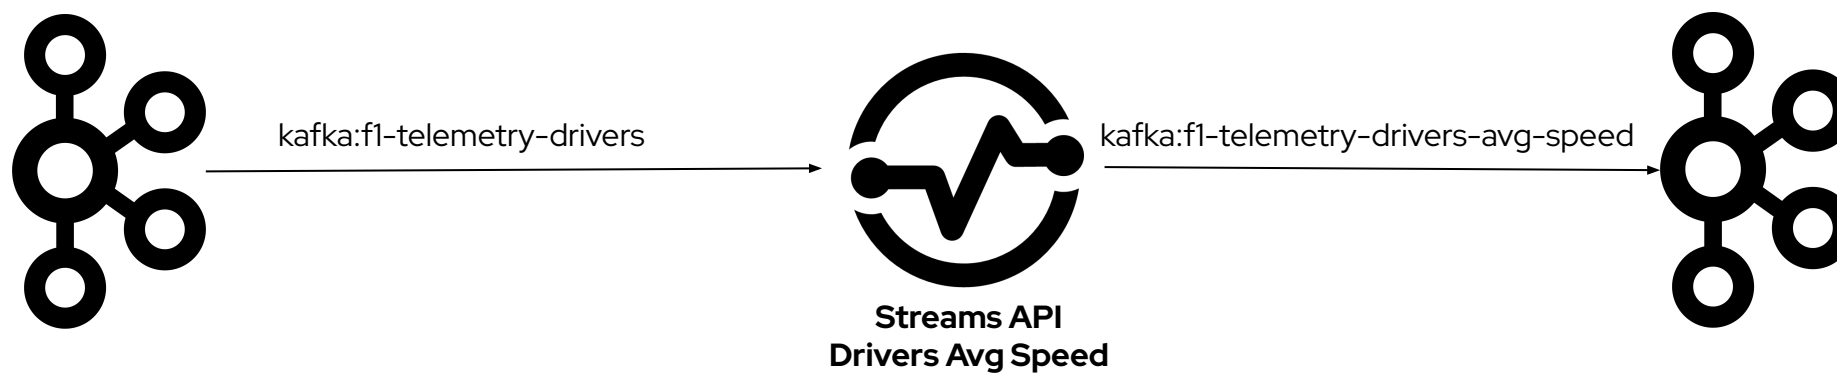 kafka:f1-telemetry-drivers
kafka:f1-telemetry-drivers-avg-speed
Streams API
Drivers Avg Speed